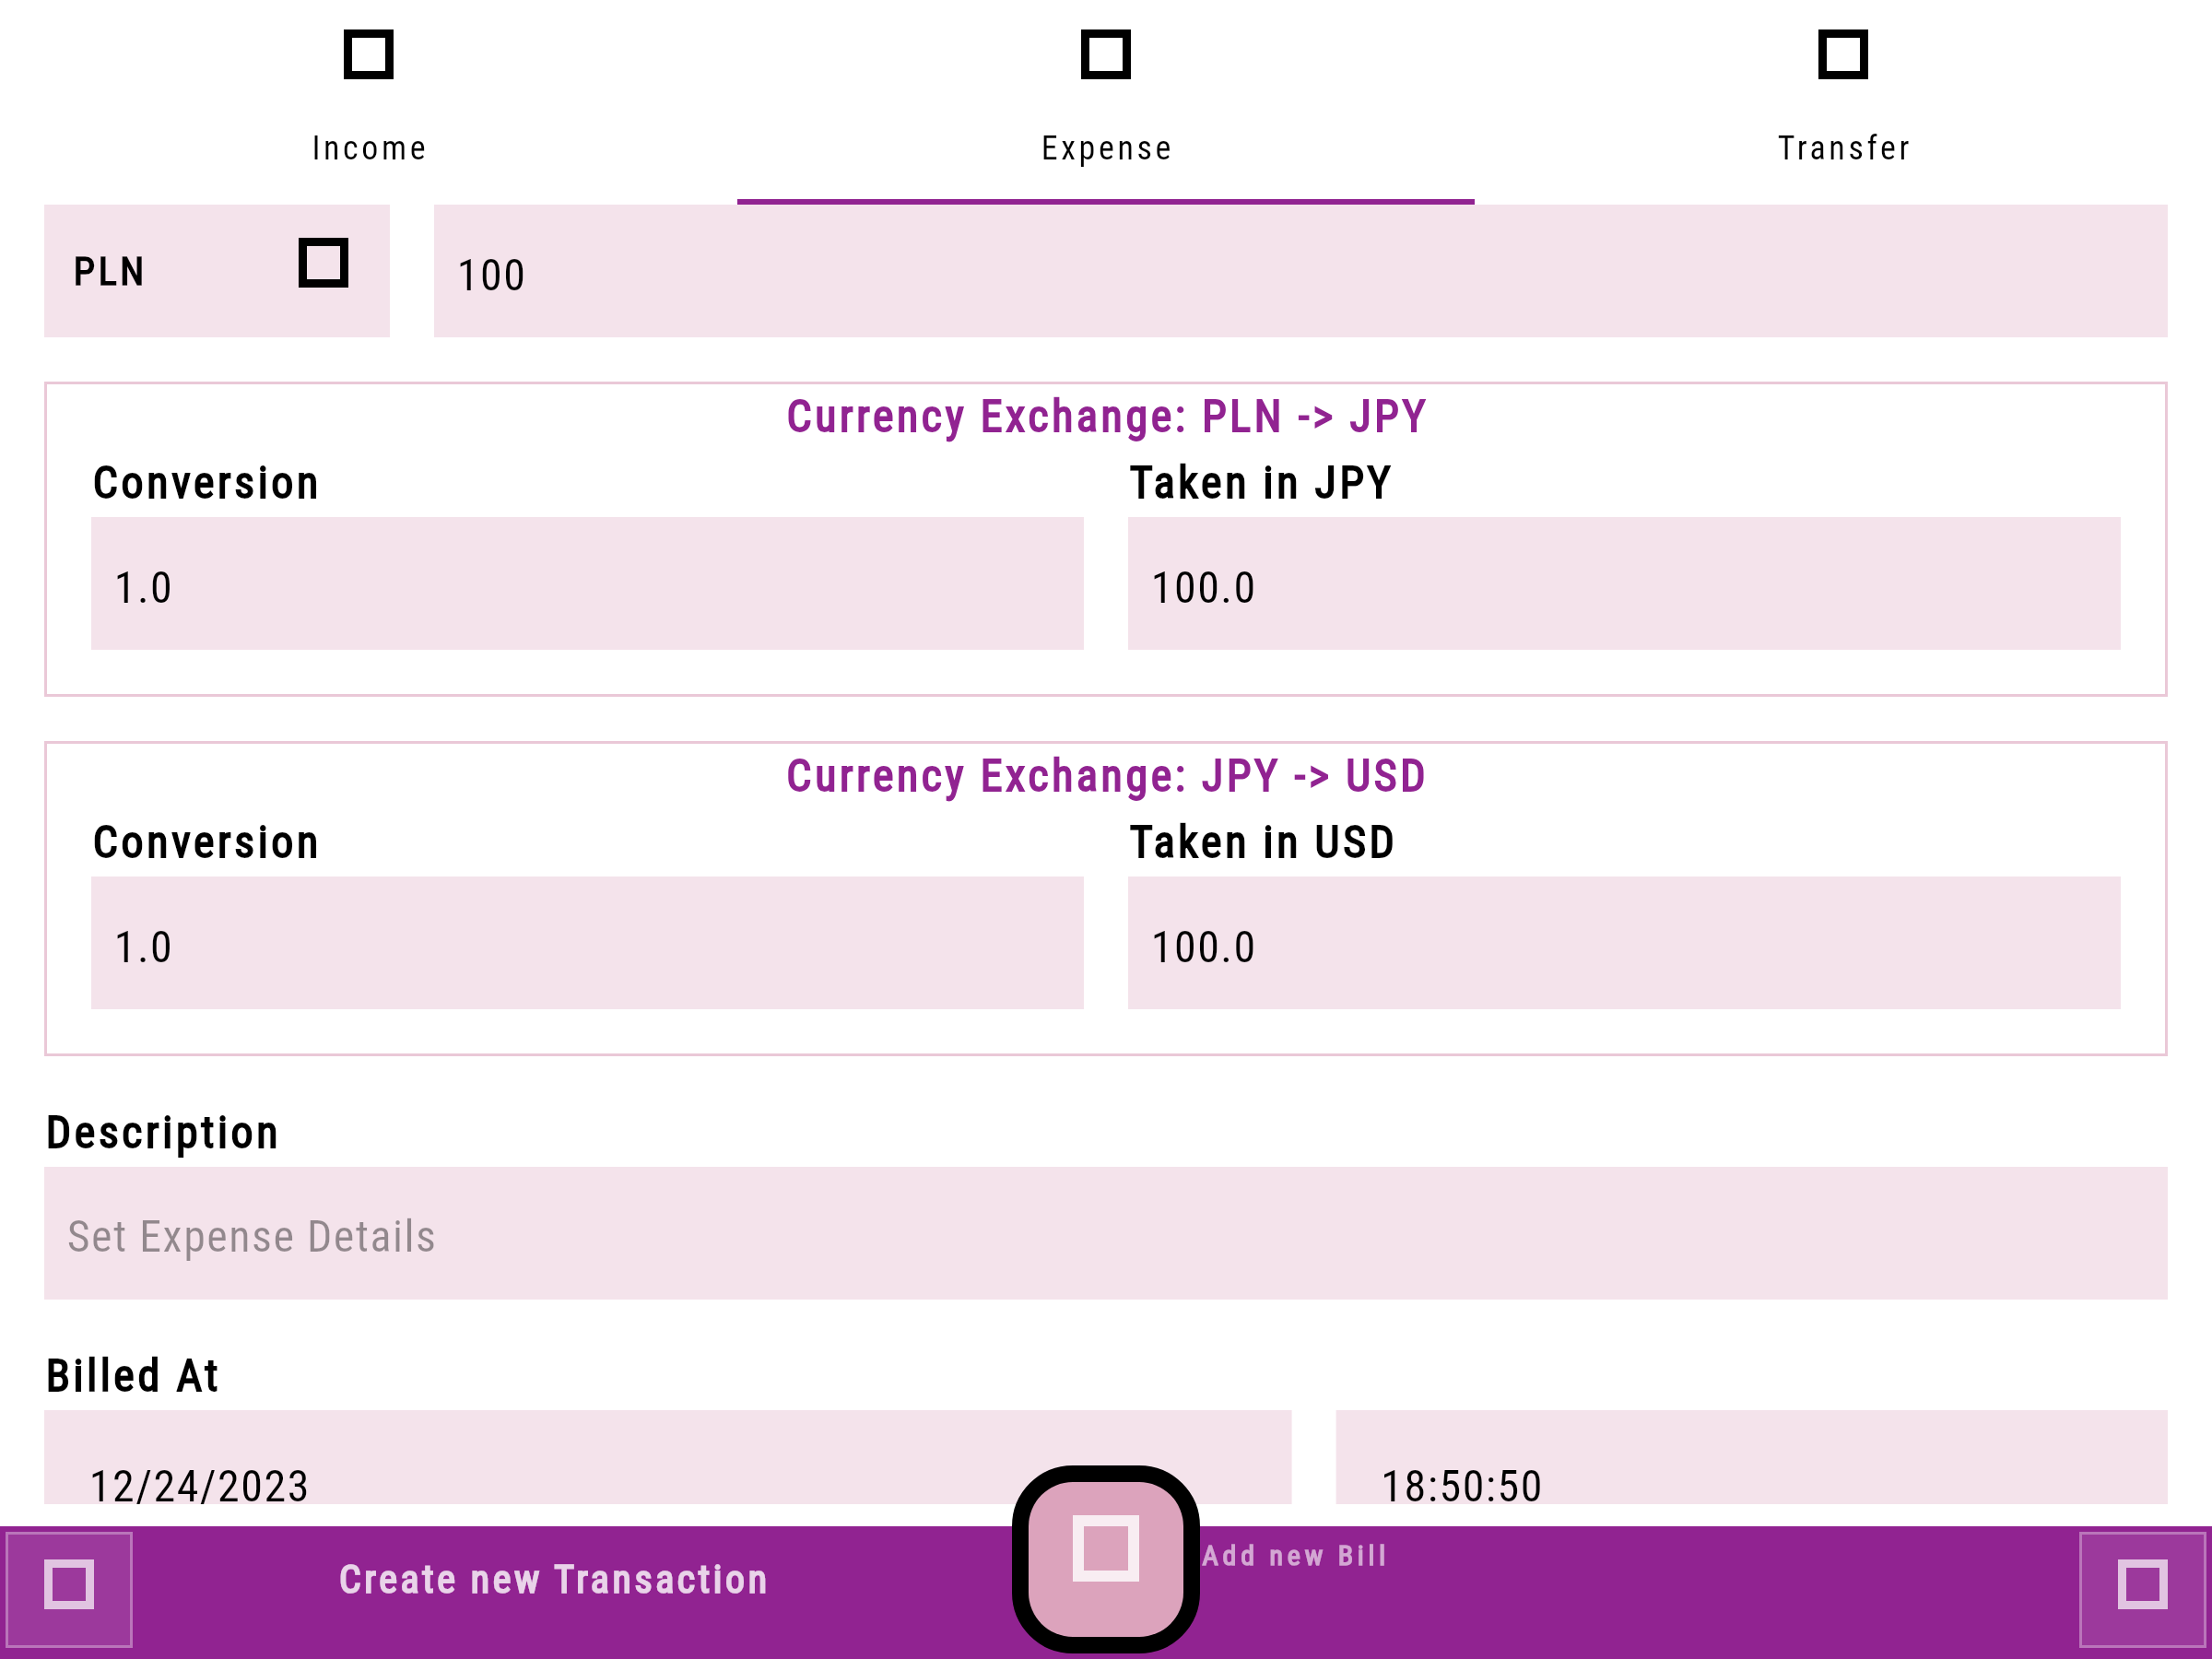 Income
Expense
Transfer
PLN
100
Currency Exchange: PLN -> JPY
Conversion
Taken in JPY
1.0
100.0
Currency Exchange: JPY -> USD
Conversion
Taken in USD
1.0
100.0
Description
Set Expense Details
Billed At
12/24/2023
18:50:50
Create new Transaction
Add new Bill